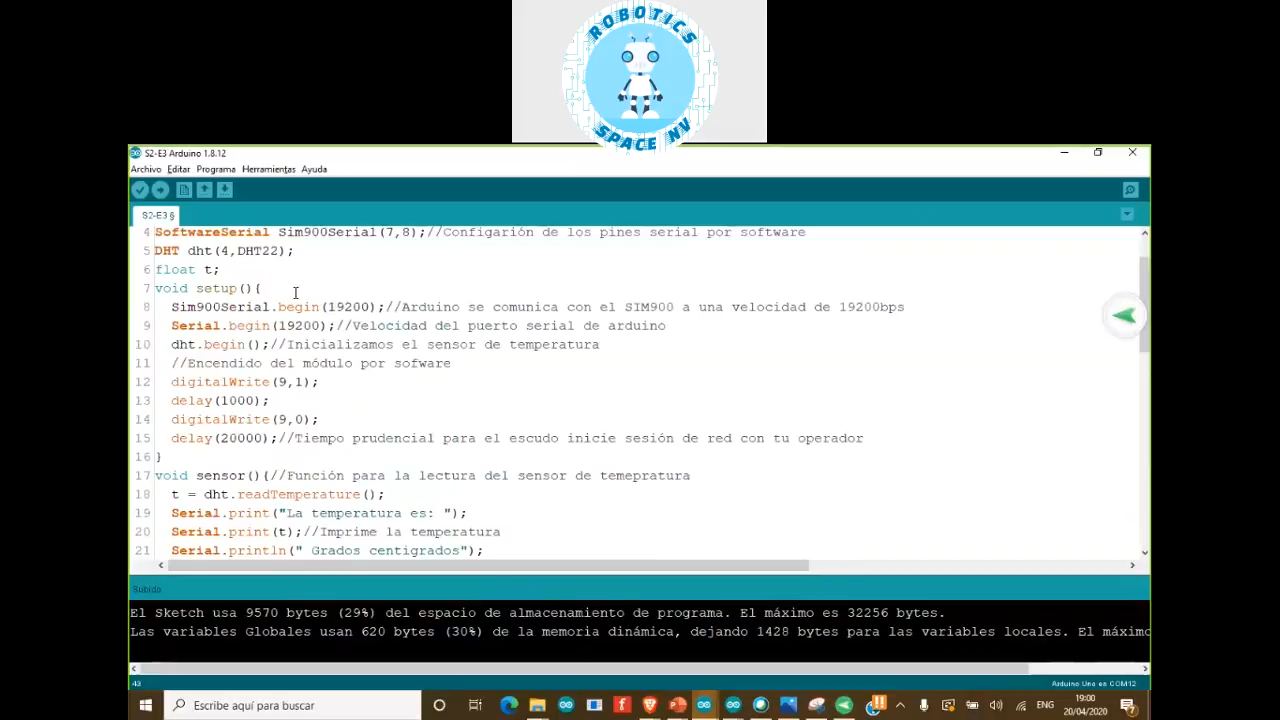 ROBOTICS
SPACE NV
S2-E3 Arduino 1.8.12
Archivo Editar Programa Herramientas Ayuda
S2-E3 §
4 SoftwareSerial Sim900Serial(7,8);//Configarión de los pines serial por software
5 DHT dht(4,DHT22);
6 float t;
7 void setup(){
8 Sim900Serial.begin(19200);//Arduino se comunica con el SIM900 a una velocidad de 19200bps
9 Serial.begin(19200);//Velocidad del puerto serial de arduino
10 dht.begin();//Inicializamos el sensor de temperatura
11 //Encendido del módulo por sofware
12 digitalWrite(9,1);
13 delay(1000);
14 digitalWrite(9,0);
15 delay(20000);//Tiempo prudencial para el escudo inicie sesión de red con tu operador
16 }
17 void sensor(){//Función para la lectura del sensor de temepratura
18 t = dht.readTemperature();
19 Serial.print("La temperatura es: ");
20 Serial.print(t);//Imprime la temperatura
21 Serial.println(" Grados centigrados");
Subido
El Sketch usa 9570 bytes (29%) del espacio de almacenamiento de programa. El máximo es 32256 bytes.
Las variables Globales usan 620 bytes (30%) de la memoria dinámica, dejando 1428 bytes para las variables locales. El máximo
43
Arduino Uno en COM12
Escribe aquí para buscar
ENG
19:00
20/04/2020